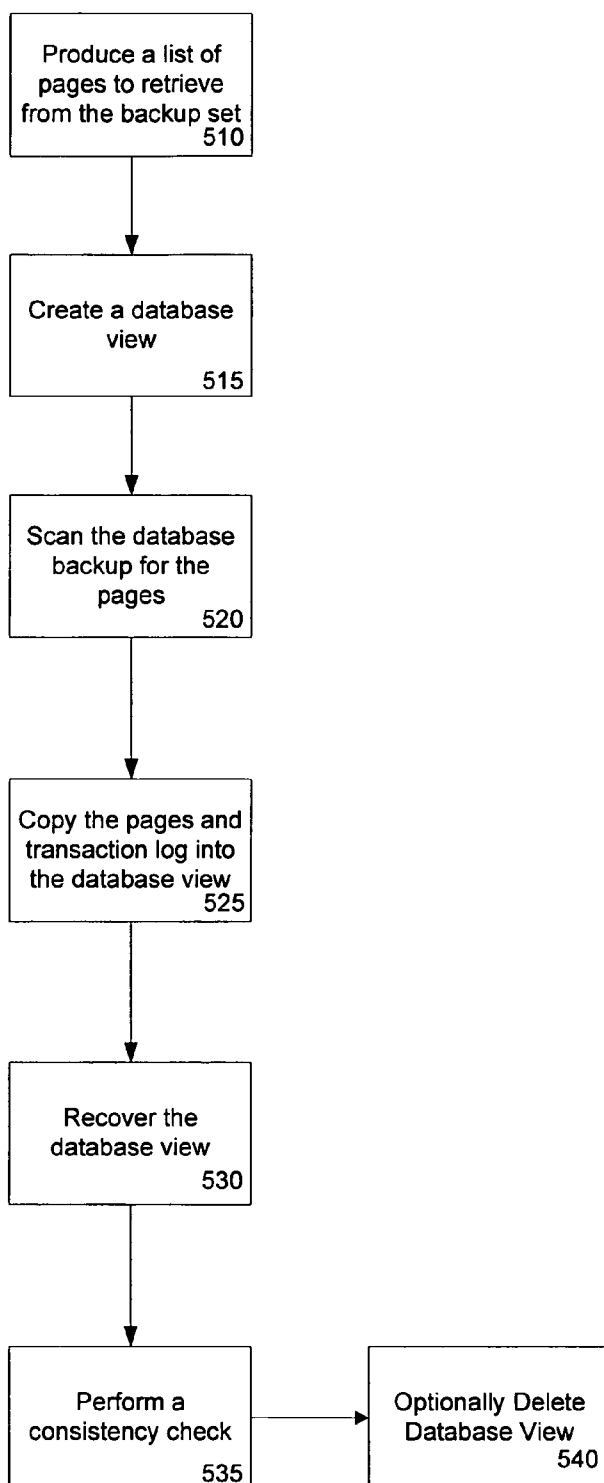 Produce a list of
pages to retrieve
from the backup set
510
Create a database
view
515
Scan the database
backup for the
pages
520
Copy the pages and
transaction log into
the database view
525
Recover the
database view
530
Perform a
consistency check
535
Optionally Delete
Database View
540